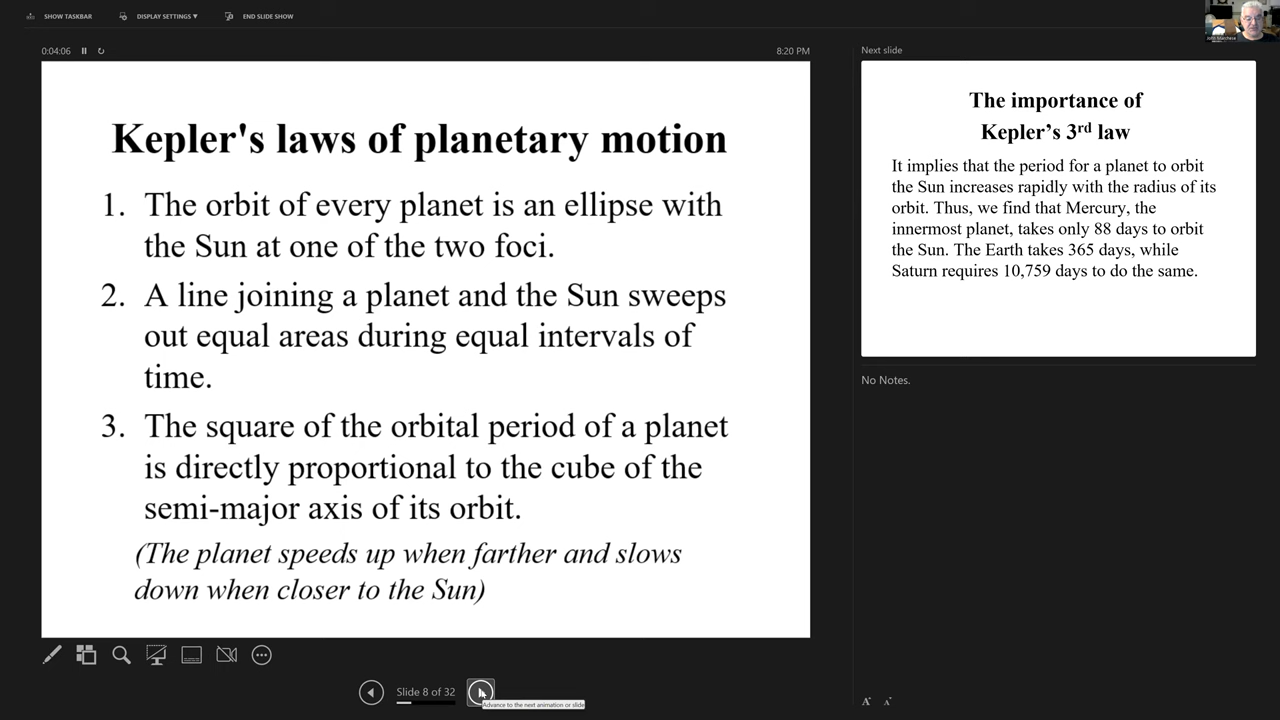 SHOW TASKBAR
DISPLAY SETTINGS ▼
END SLIDE SHOW
0:04:06
8:20 PM
Kepler's laws of planetary motion
1. The orbit of every planet is an ellipse with
the Sun at one of the two foci.
2. A line joining a planet and the Sun sweeps
out equal areas during equal intervals of
time.
3. The square of the orbital period of a planet
is directly proportional to the cube of the
semi-major axis of its orbit.
(The planet speeds up when farther and slows
down when closer to the Sun)
Slide 8 of 32
Advance to the next animation or slide
Next slide
The importance of
Kepler’s 3rd law
It implies that the period for a planet to orbit
the Sun increases rapidly with the radius of its
orbit. Thus, we find that Mercury, the
innermost planet, takes only 88 days to orbit
the Sun. The Earth takes 365 days, while
Saturn requires 10,759 days to do the same.
No Notes.
A
A